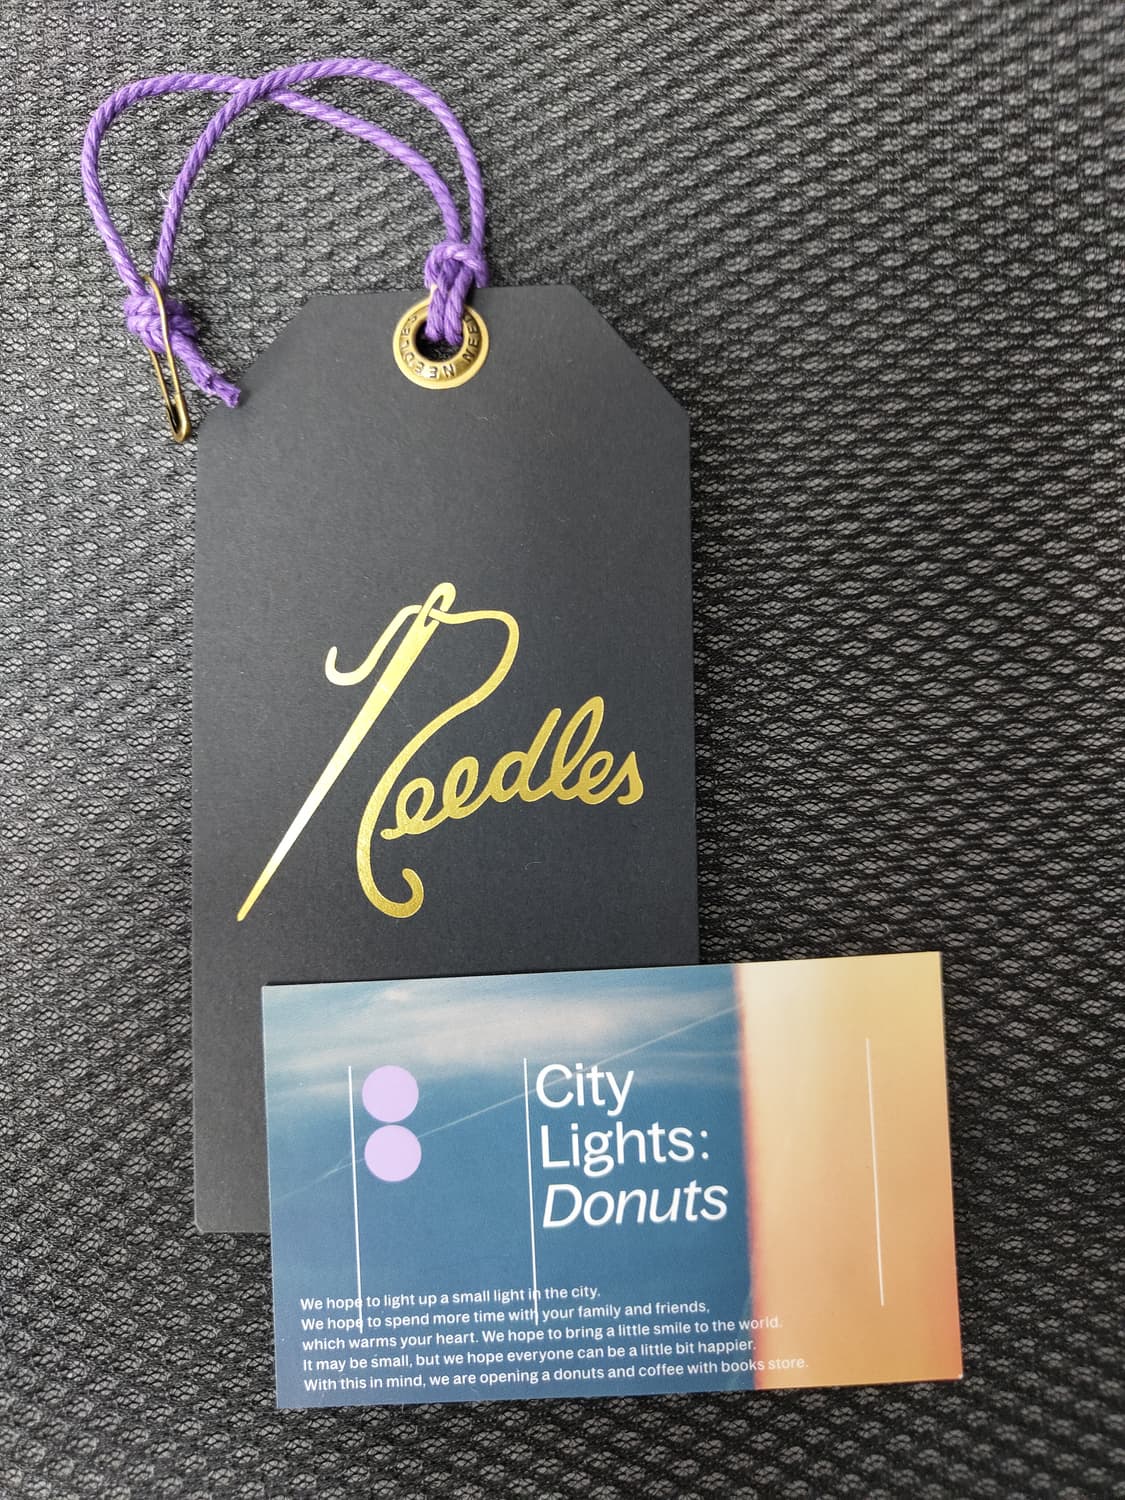 NEEDLES
Needles
City
Lights:
Donuts
We hope to light up a small light in the city.
We hope to spend more time with your family and friends,
which warms your heart. We hope to bring a little smile to the world.
It may be small, but we hope everyone can be a little bit happier.
With this in mind, we are opening a donuts and coffee with books store.